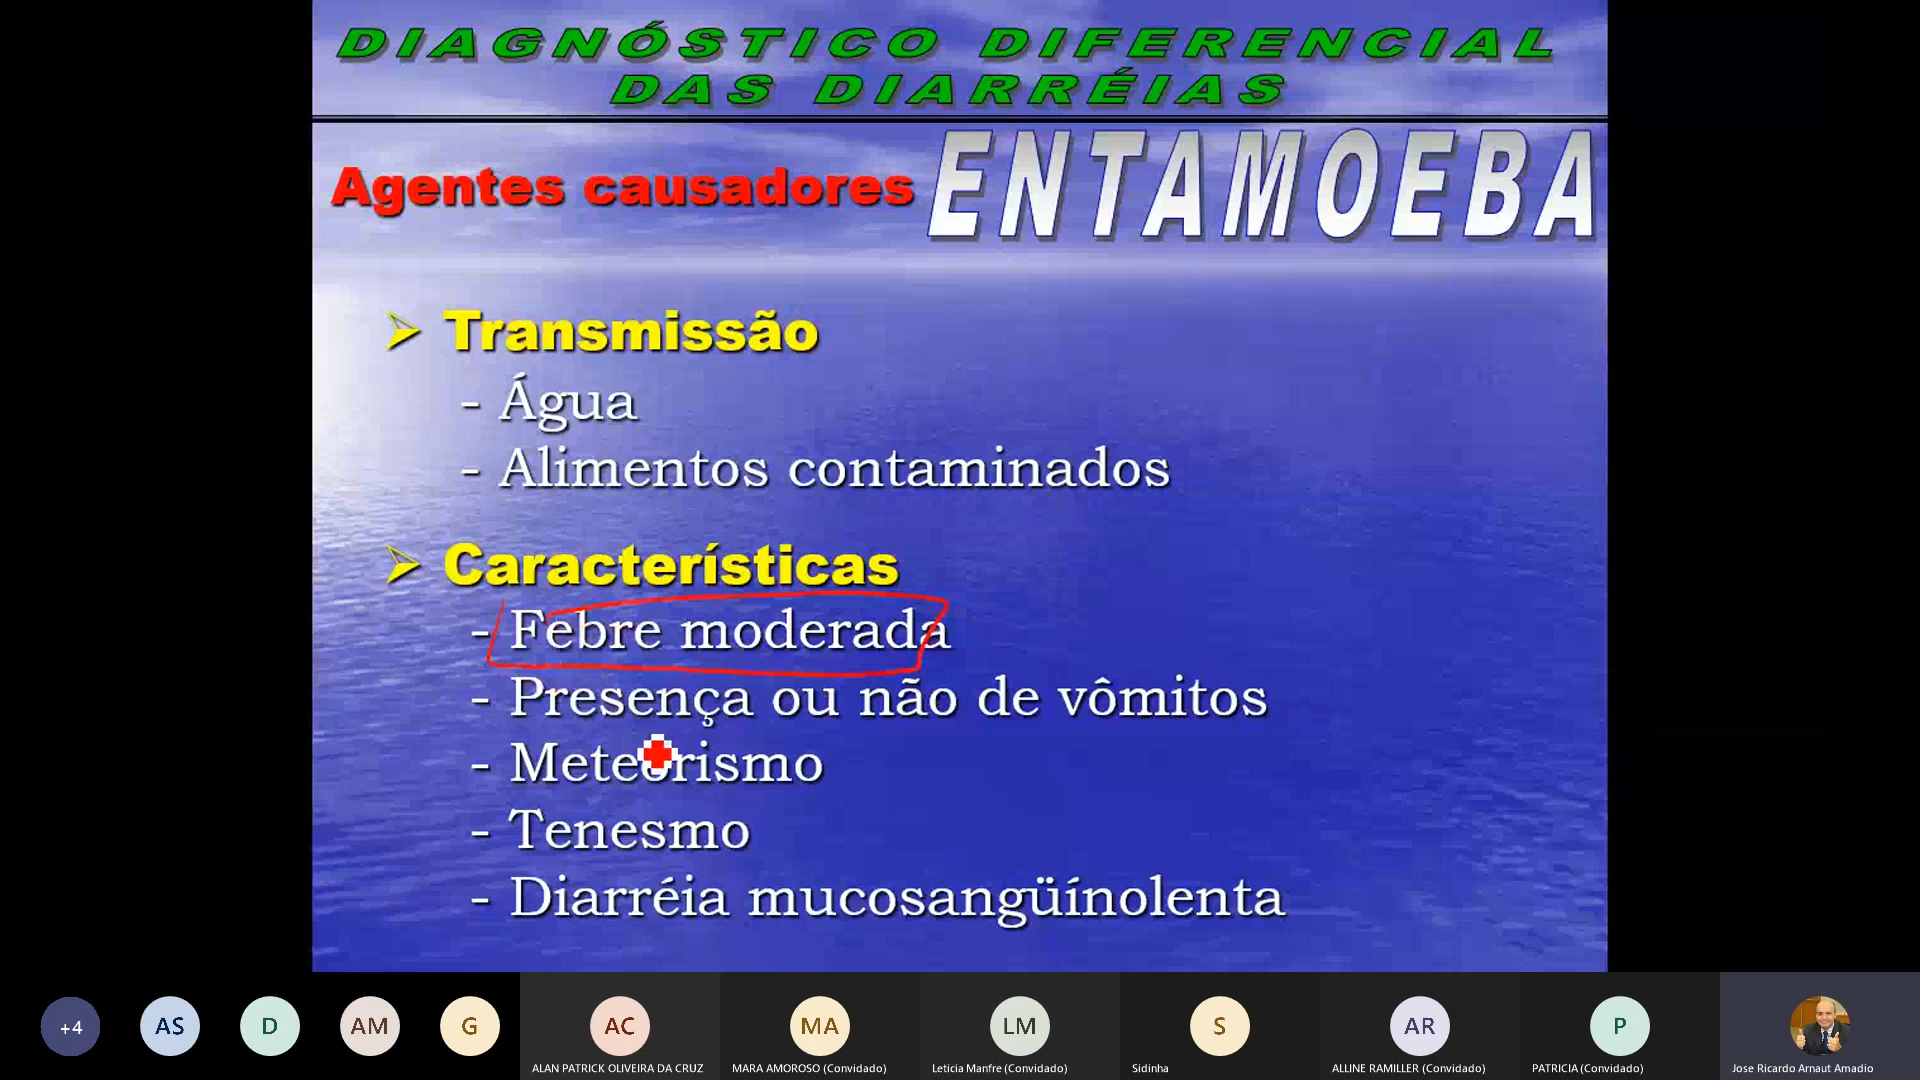 DIAGNÓSTICO DIFERENCIAL
DAS DIARRÉIAS
Agentes causadores ENTAMOEBA
Transmissão
- Água
- Alimentos contaminados
Características
- Febre moderada
- Presença ou não de vômitos
- Meteorismo
- Tenesmo
- Diarréia mucosangüínolenta
+4 AS D AM G AC MA LM S AR P
ALAN PATRICK OLIVEIRA DA CRUZ MARA AMOROSO (Convidado) Leticia Manfre (Convidado) Sidinha ALLINE RAMILLER (Convidado) PATRICIA (Convidado) Jose Ricardo Arnaut Amadio